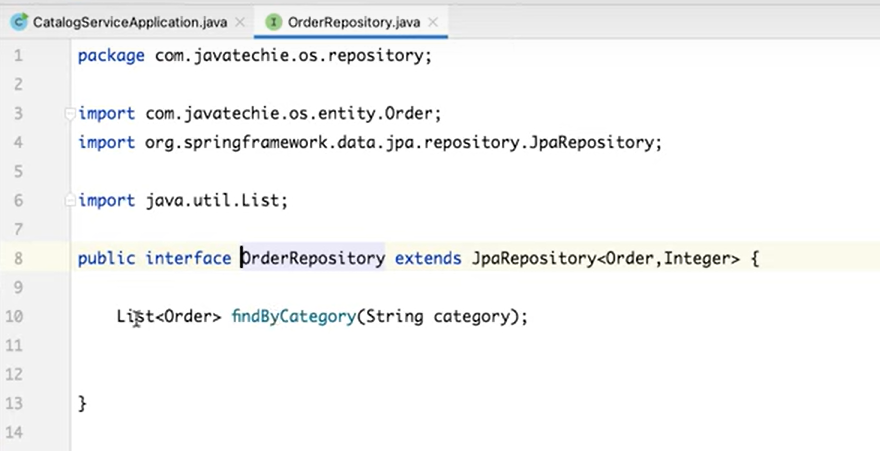 CatalogServiceApplication.java OrderRepository.java
1 package com.javatechie.os.repository;
2
3 import com.javatechie.os.entity.Order;
4 import org.springframework.data.jpa.repository.JpaRepository;
5
6 import java.util.List;
7
8 public interface OrderRepository extends JpaRepository<Order,Integer> {
9
10 List<Order> findByCategory(String category);
11
12
13 }
14